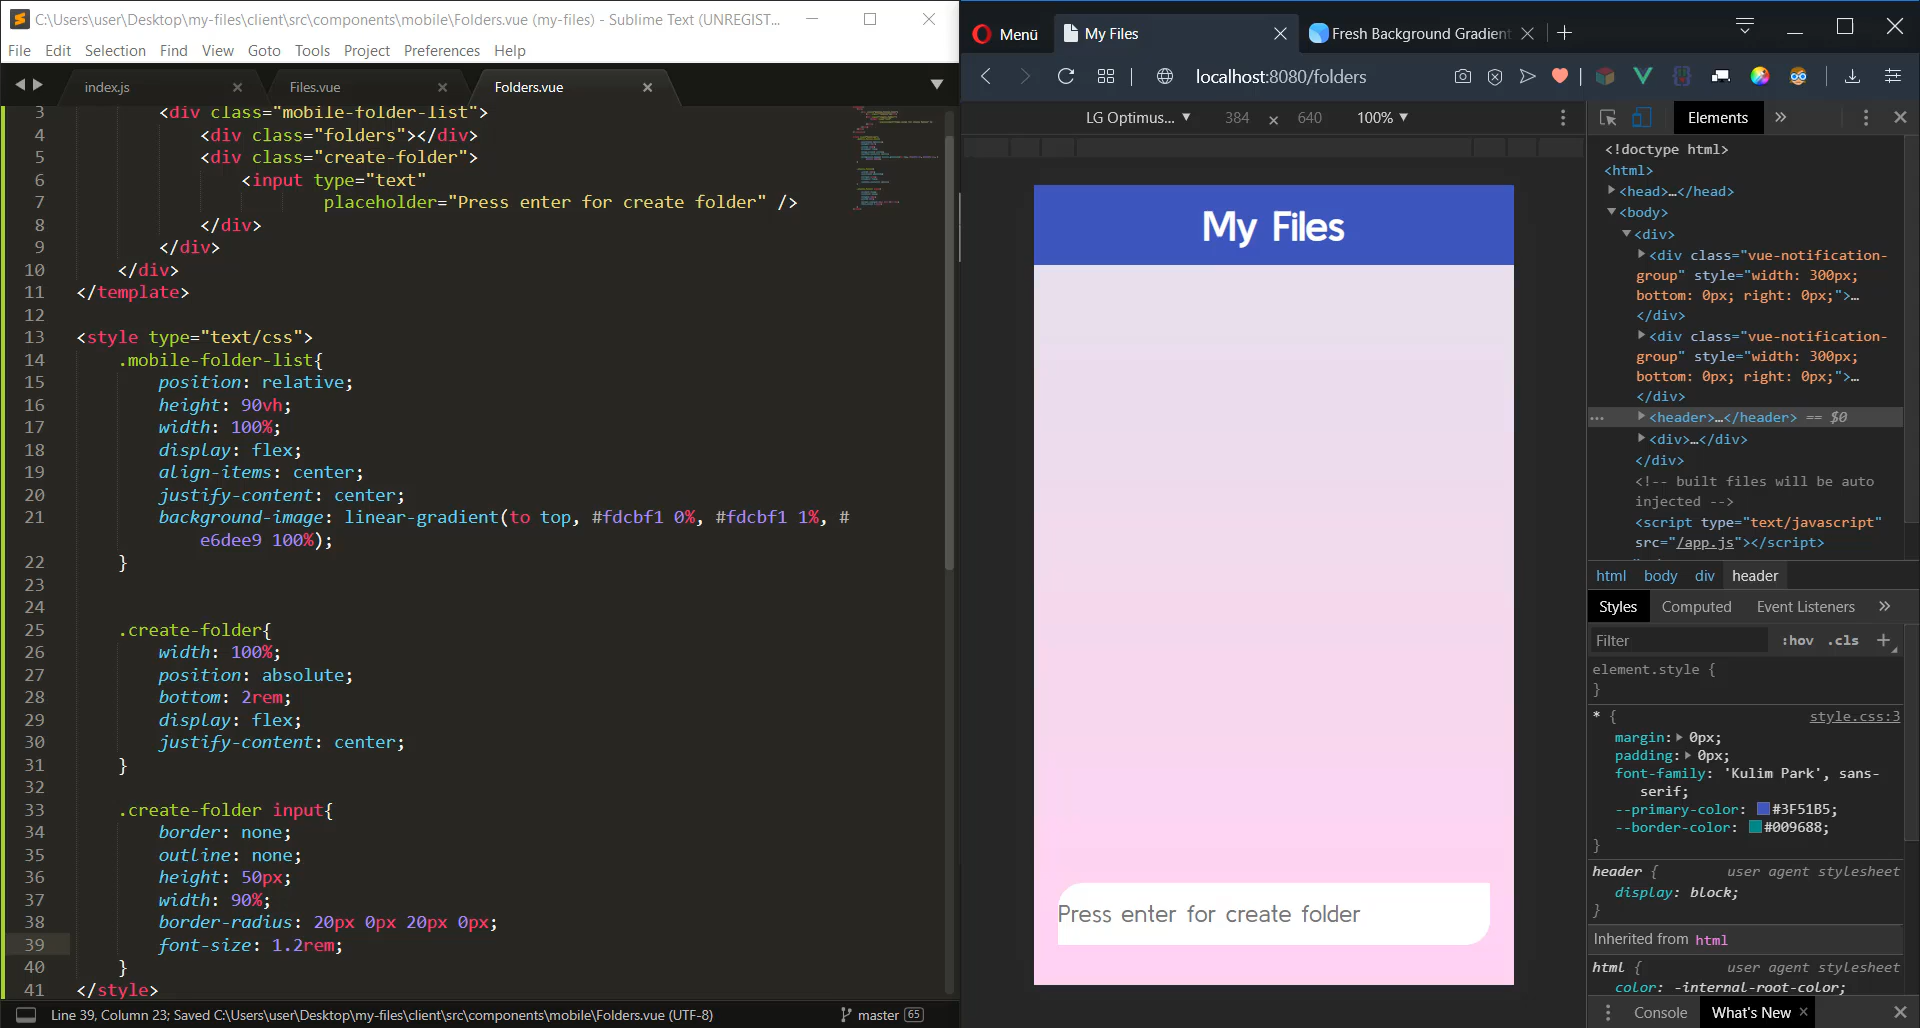 C:\Users\user\Desktop\my-files\client\src\components\mobile\Folders.vue (my-files) - Sublime Text (UNREGIST...
File Edit Selection Find View Goto Tools Project Preferences Help
index.js Files.vue Folders.vue
3 <div class="mobile-folder-list">
4 <div class="folders"></div>
5 <div class="create-folder">
6 <input type="text"
7 placeholder="Press enter for create folder" />
8 </div>
9 </div>
10 </div>
11 </template>
12
13 <style type="text/css">
14 .mobile-folder-list{
15 position: relative;
16 height: 90vh;
17 width: 100%;
18 display: flex;
19 align-items: center;
20 justify-content: center;
21 background-image: linear-gradient(to top, #fdcbf1 0%, #fdcbf1 1%, #
e6dee9 100%);
22 }
23
24
25 .create-folder{
26 width: 100%;
27 position: absolute;
28 bottom: 2rem;
29 display: flex;
30 justify-content: center;
31 }
32
33 .create-folder input{
34 border: none;
35 outline: none;
36 height: 50px;
37 width: 90%;
38 border-radius: 20px 0px 20px 0px;
39 font-size: 1.2rem;
40 }
41 </style>
Line 39, Column 23; Saved C:\Users\user\Desktop\my-files\client\src\components\mobile\Folders.vue (UTF-8) master 65
Menü My Files Fresh Background Gradient
localhost:8080/folders
LG Optimus... ▼ 384 × 640 100% ▼
My Files
Press enter for create folder
Elements »
<!doctype html>
<html>
<head>…</head>
<body>
<div>
<div class="vue-notification-
group" style="width: 300px;
bottom: 0px; right: 0px;">…
</div>
<div class="vue-notification-
group" style="width: 300px;
bottom: 0px; right: 0px;">…
</div>
<header>…</header> == $0
<div>…</div>
</div>
<!-- built files will be auto
injected -->
<script type="text/javascript"
src="/app.js"></script>
html body div header
Styles Computed Event Listeners »
Filter :hov .cls +
element.style {
}
* { style.css:3
margin: 0px;
padding: 0px;
font-family: 'Kulim Park', sans-
serif;
--primary-color: #3F51B5;
--border-color: #009688;
}
header { user agent stylesheet
display: block;
}
Inherited from html
html { user agent stylesheet
color: -internal-root-color;
Console What's New